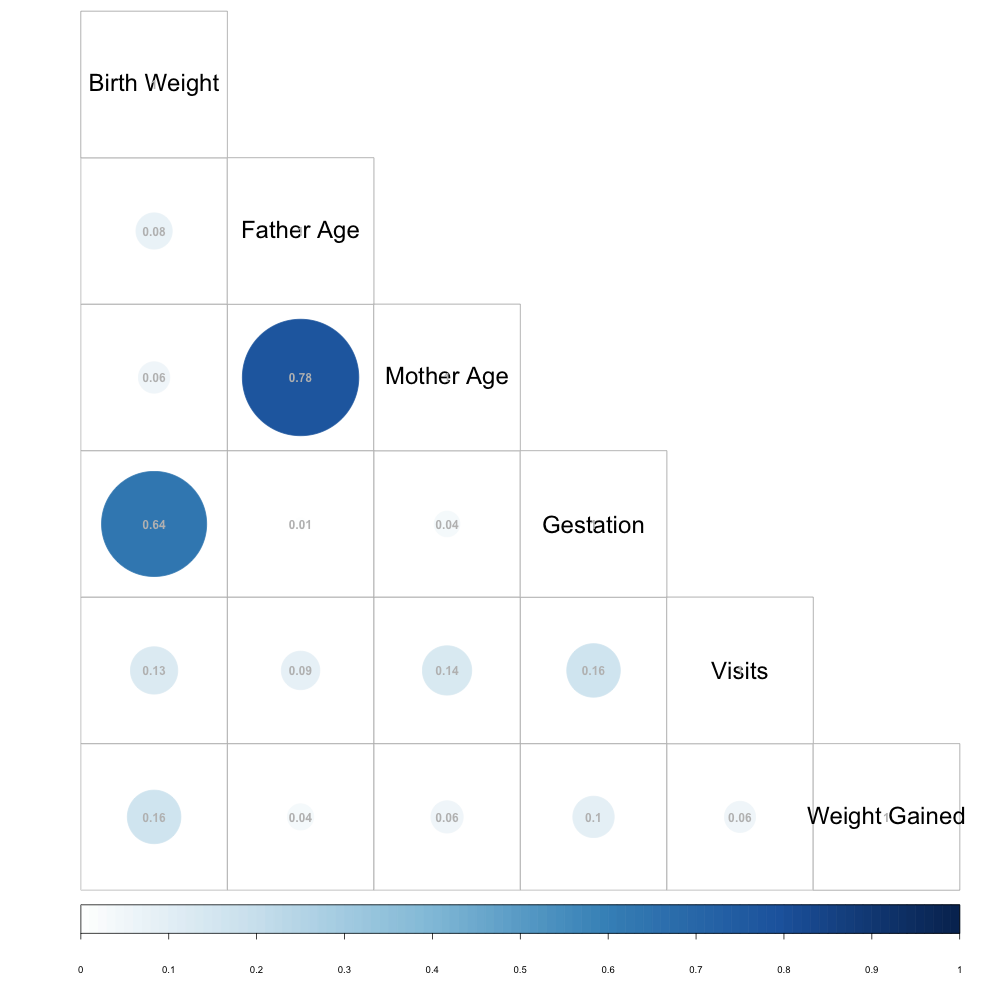 Birth Weight
0.08 Father Age
0.06 0.78 Mother Age
0.64 0.01 0.04 Gestation
0.13 0.09 0.14 0.16 Visits
0.16 0.04 0.06 0.1 0.06 Weight Gained
0 0.1 0.2 0.3 0.4 0.5 0.6 0.7 0.8 0.9 1